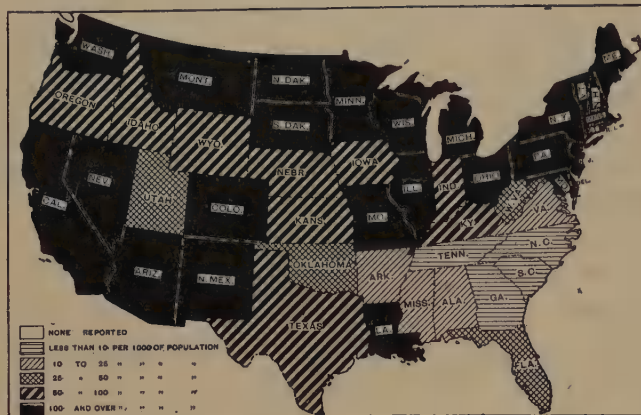 WASH.
MONT.
N. DAK.
MINN.
ME.
OREGON
IDAHO
WYO.
S. DAK.
WIS.
MICH.
N.Y.
NEBR
IOWA
PA.
N. J.
NEV.
UTAH
COLO.
KANS.
MO.
ILL.
IND.
OHIO
DEL.
CAL.
KY.
VA.
ARIZ.
N. MEX.
OKLAHOMA
ARK.
TENN.
N.C.
S.C.
TEXAS
LA.
MISS.
ALA.
GA.
FLA.
NONE REPORTED
LESS THAN 10 PER 1000 OF POPULATION
10 TO 25 " " " "
25 " 50 " " " "
50 " 100 " " " "
100 AND OVER " " " "